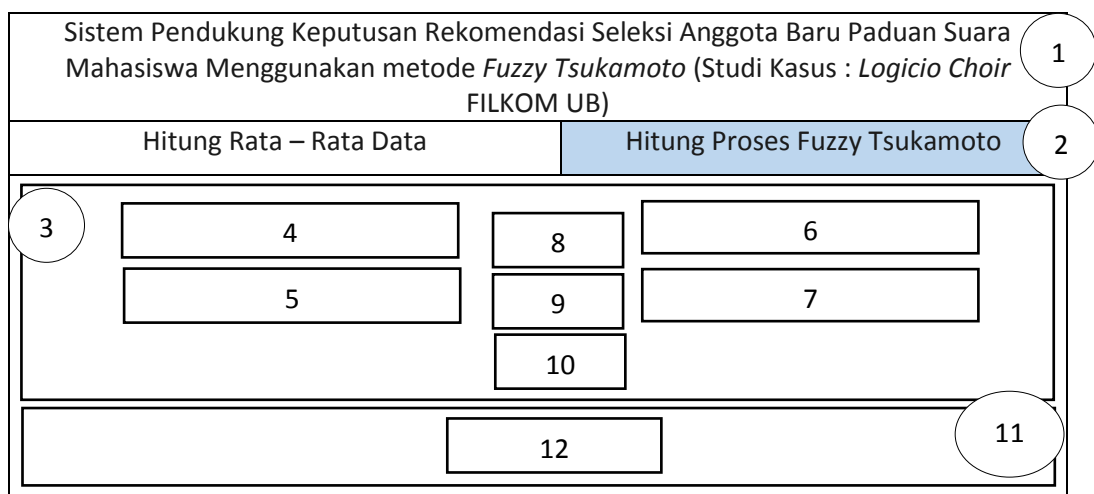 Sistem Pendukung Keputusan Rekomendasi Seleksi Anggota Baru Paduan Suara
Mahasiswa Menggunakan metode Fuzzy Tsukamoto (Studi Kasus : Logicio Choir
FILKOM UB)
1
Hitung Rata – Rata Data
Hitung Proses Fuzzy Tsukamoto
2
3
4
8
6
5
9
7
10
11
12